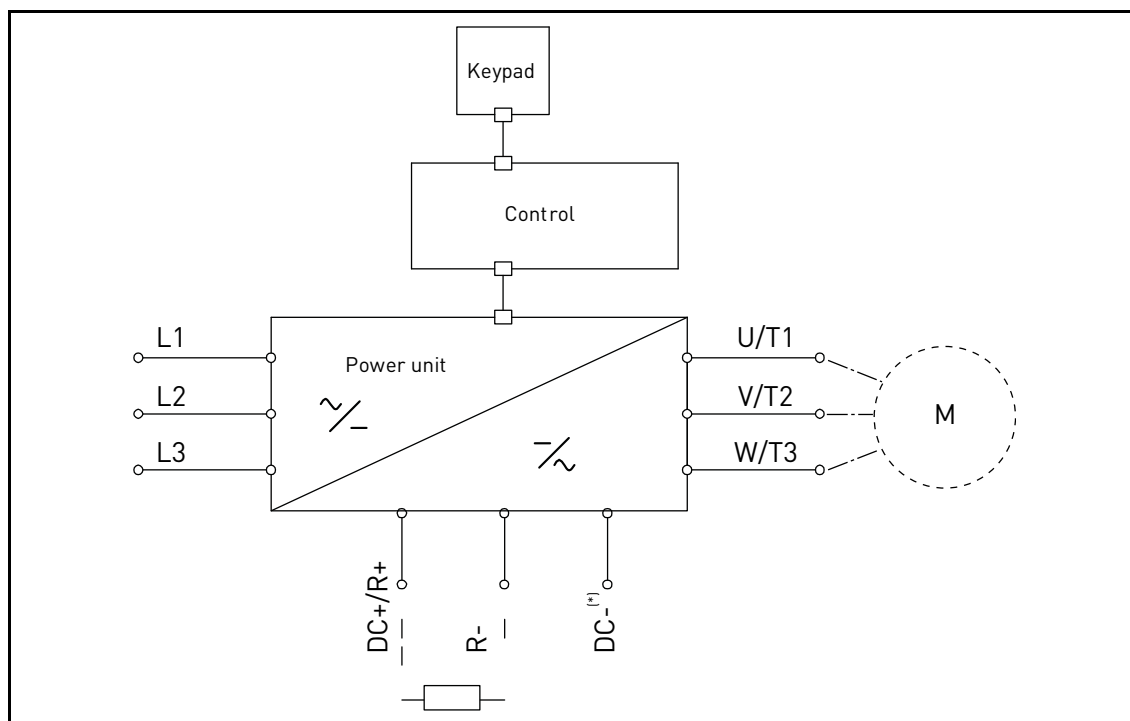 Keypad
Control
L1
U/T1
Power unit
L2
V/T2
M
L3
W/T3
DC+/R+
R-
DC-(*)